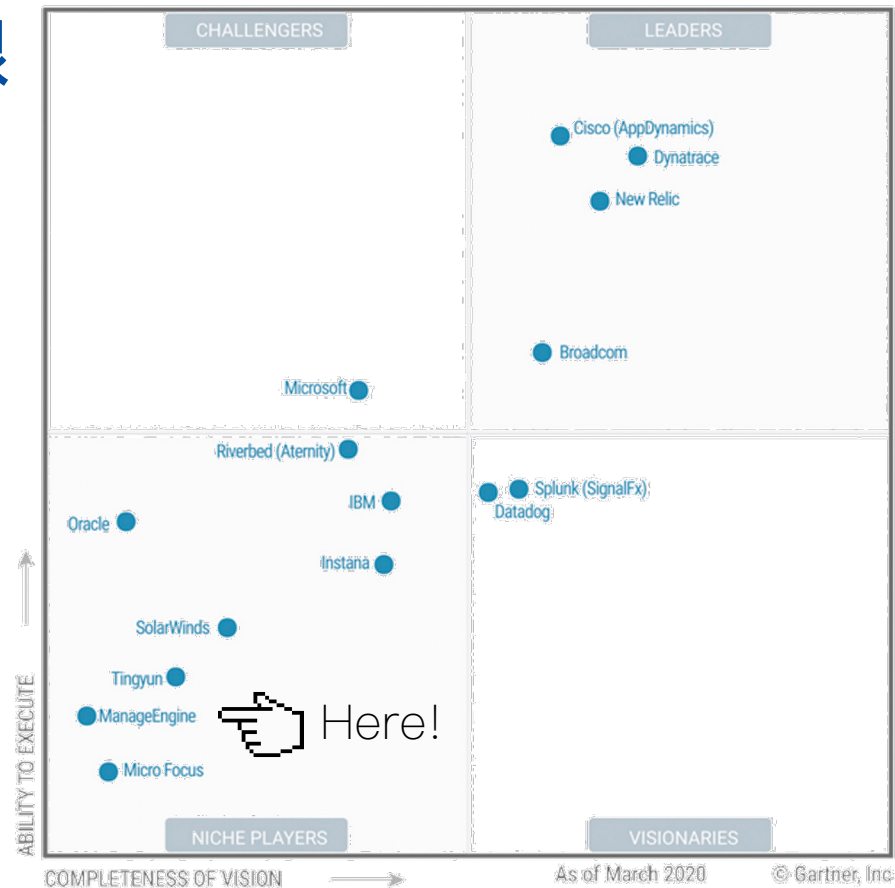 CHALLENGERS
LEADERS
Cisco (AppDynamics)
Dynatrace
New Relic
Broadcom
Microsoft
Riverbed (Aternity)
IBM
Oracle
Instana
Splunk (SignalFx)
Datadog
SolarWinds
Tingyun
ManageEngine
Here!
Micro Focus
NICHE PLAYERS
VISIONARIES
ABILITY TO EXECUTE
COMPLETENESS OF VISION
As of March 2020
© Gartner, Inc